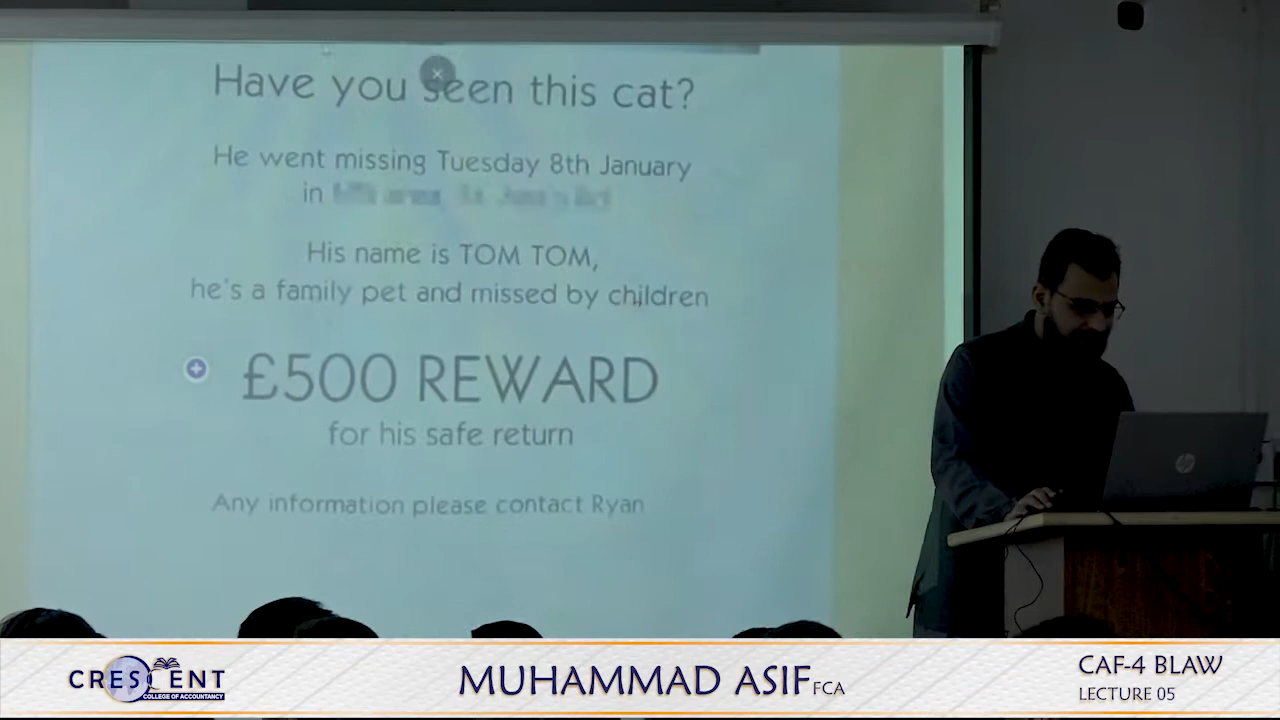 Have you seen this cat?
He went missing Tuesday 8th January
in
His name is TOM TOM,
he's a family pet and missed by children
£500 REWARD
for his safe return
Any information please contact Ryan
hp
CRESCENT
COLLEGE OF ACCOUNTANCY
MUHAMMAD ASIF FCA
CAF-4 BLAW
LECTURE 05